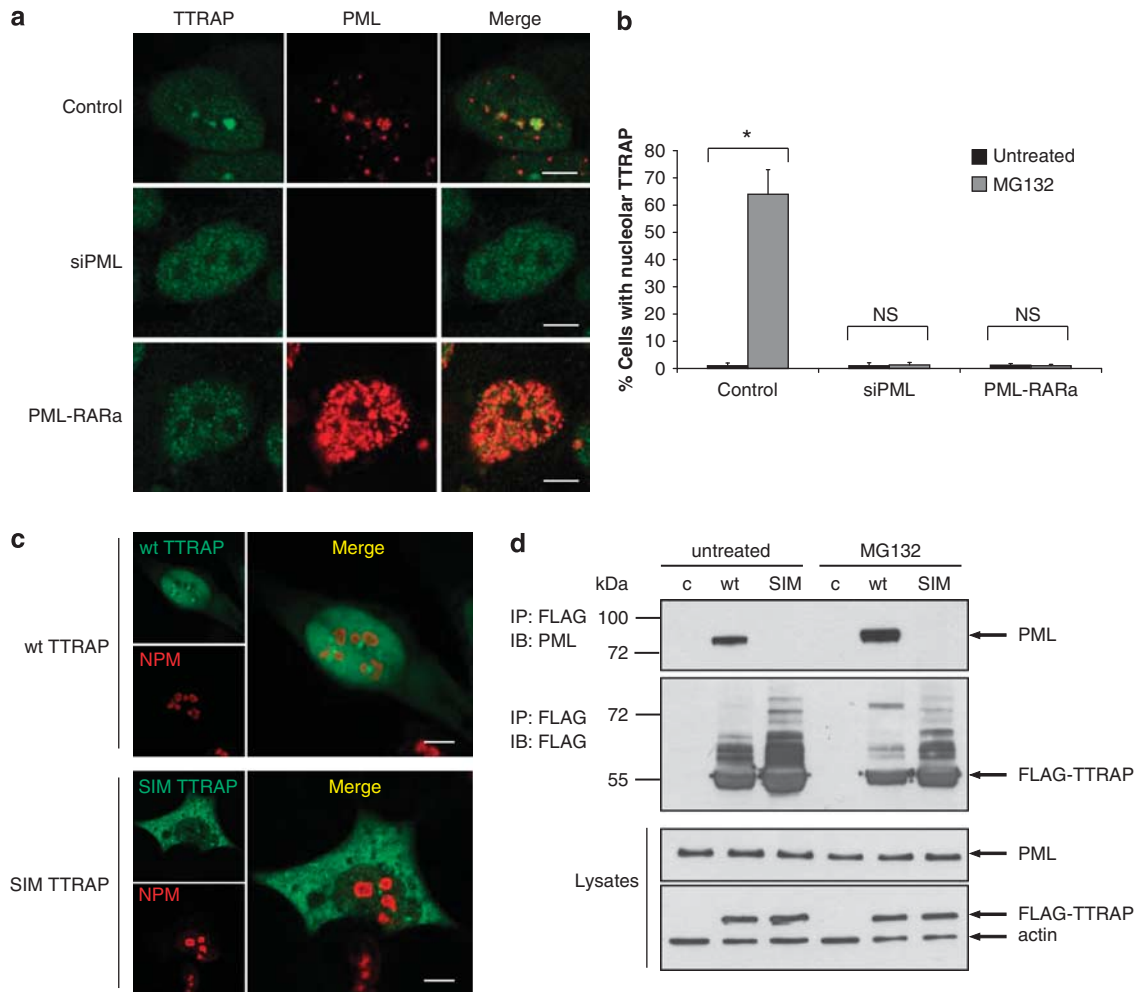 a
TTRAP PML Merge
Control
siPML
PML-RARa
b
% Cells with nucleolar TTRAP
80
70
60
50
40
30
20
10
0
*
NS
NS
Untreated
MG132
Control siPML PML-RARa
c
wt TTRAP
wt TTRAP
Merge
NPM
SIM TTRAP
SIM TTRAP
Merge
NPM
d
untreated MG132
kDa c wt SIM c wt SIM
IP: FLAG
IB: PML
100
72
PML
IP: FLAG
IB: FLAG
72
55
FLAG-TTRAP
Lysates
PML
FLAG-TTRAP
actin